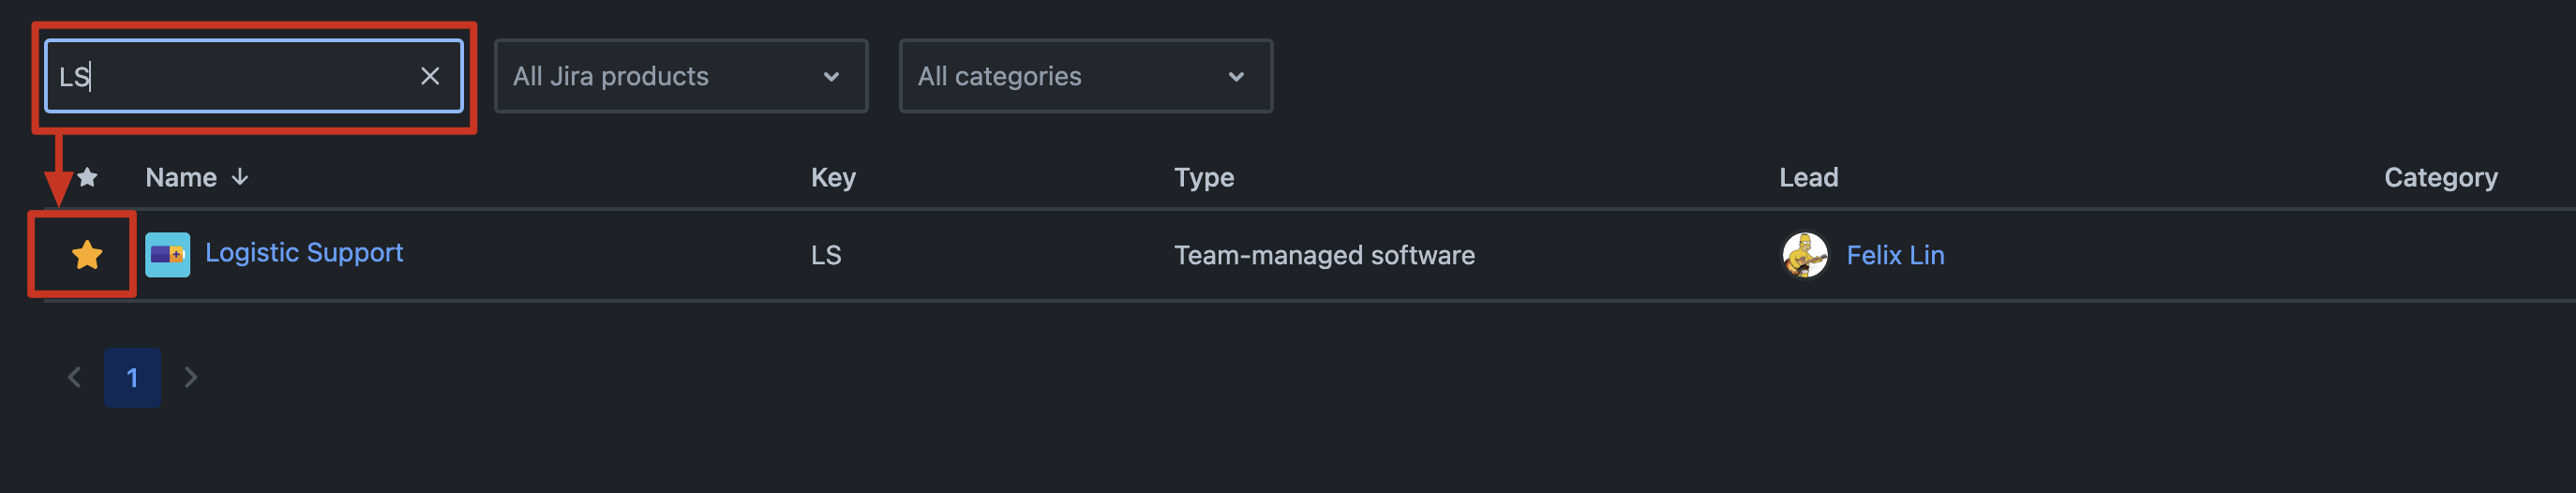 LS
All Jira products
All categories
Name Key Type Lead Category
Logistic Support LS Team-managed software Felix Lin
1